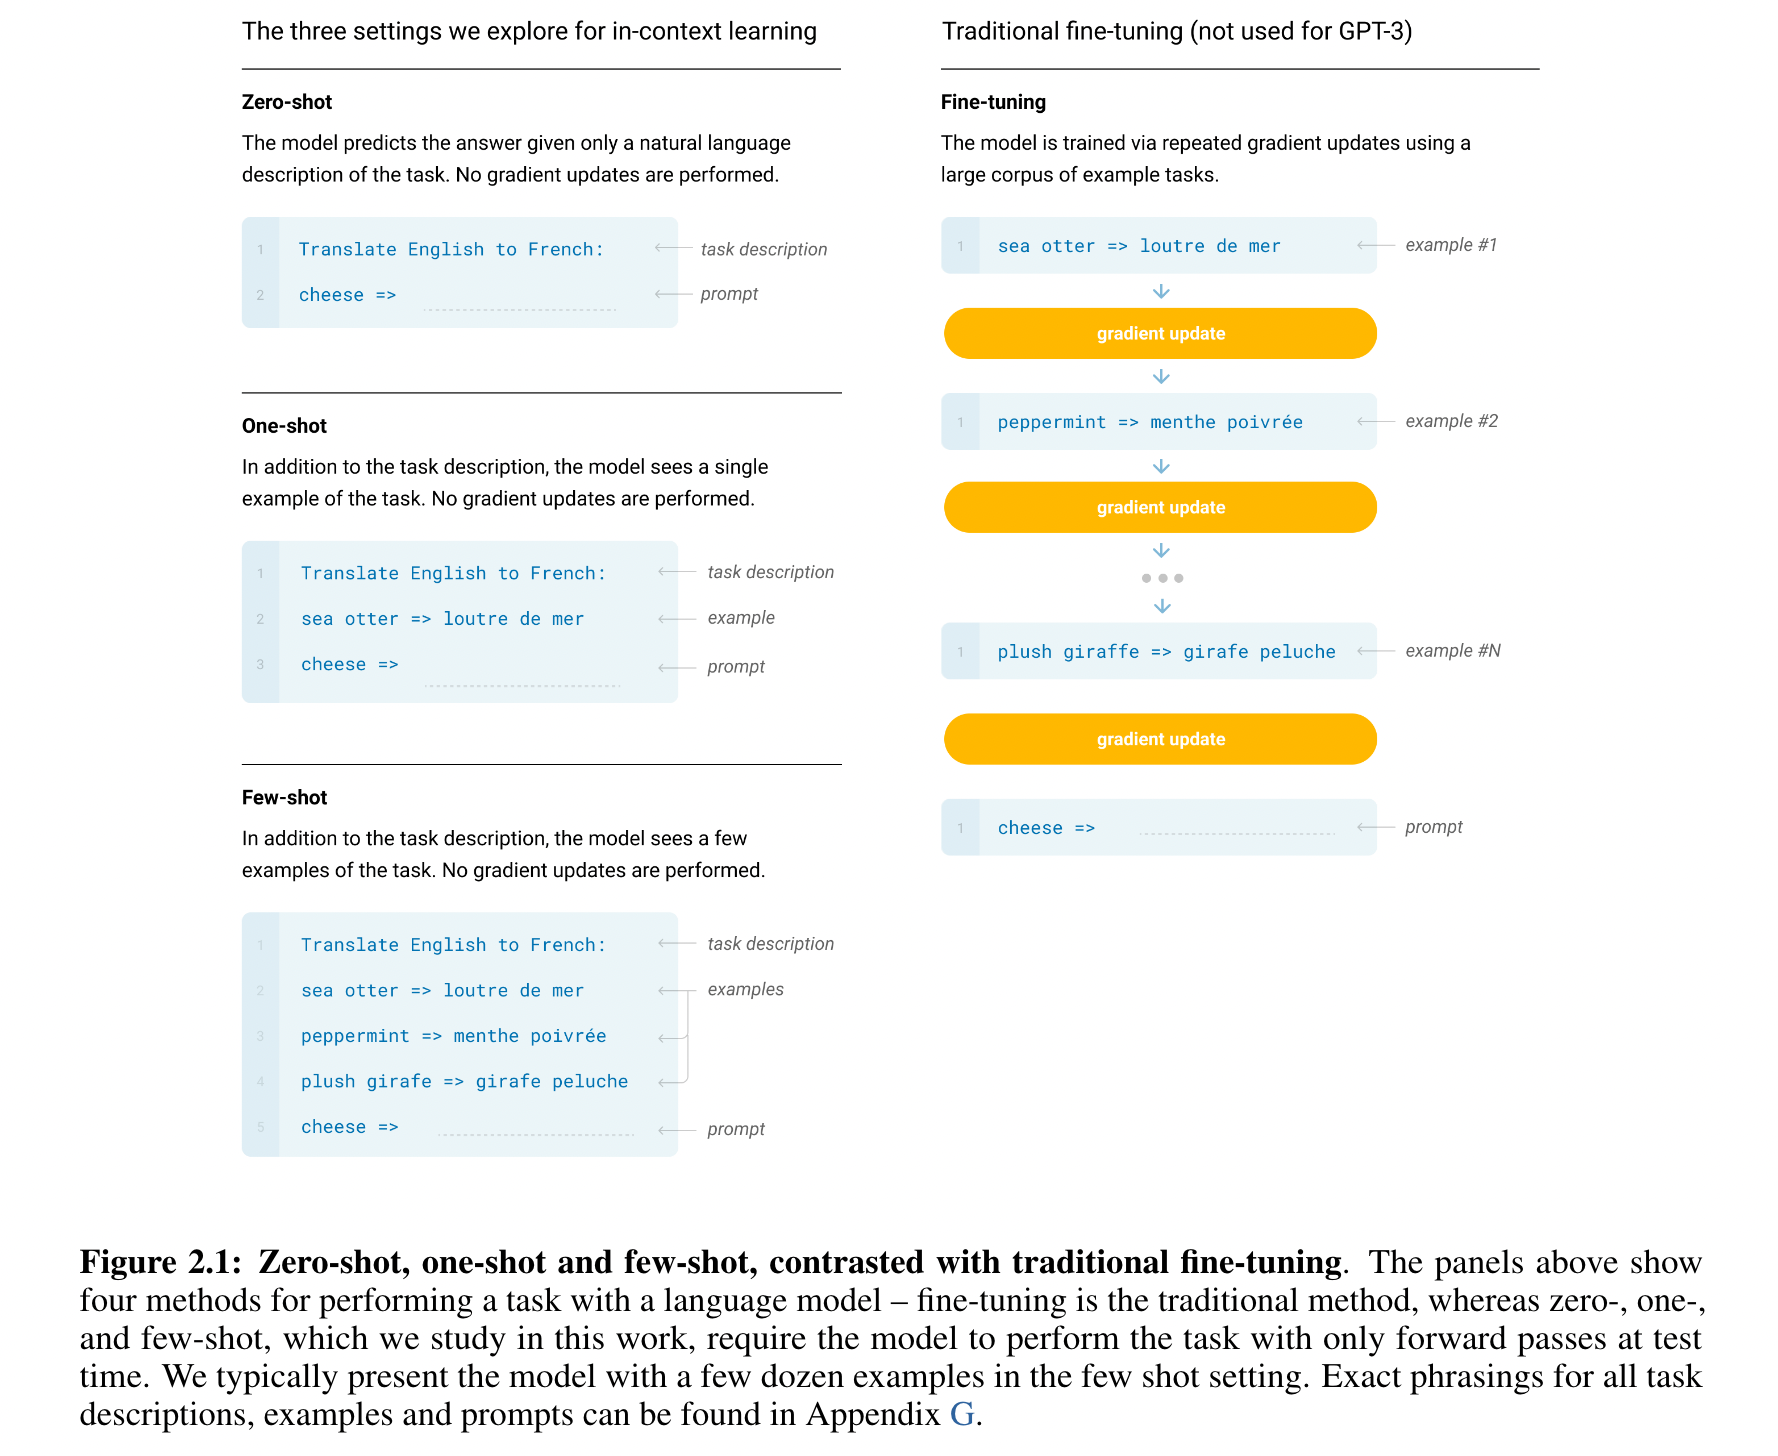 The three settings we explore for in-context learning
Zero-shot
The model predicts the answer given only a natural language
description of the task. No gradient updates are performed.
1 Translate English to French: task description
2 cheese => prompt
One-shot
In addition to the task description, the model sees a single
example of the task. No gradient updates are performed.
1 Translate English to French: task description
2 sea otter => loutre de mer example
3 cheese => prompt
Few-shot
In addition to the task description, the model sees a few
examples of the task. No gradient updates are performed.
1 Translate English to French: task description
2 sea otter => loutre de mer examples
3 peppermint => menthe poivrée
4 plush girafe => girafe peluche
5 cheese => prompt
Traditional fine-tuning (not used for GPT-3)
Fine-tuning
The model is trained via repeated gradient updates using a
large corpus of example tasks.
1 sea otter => loutre de mer example #1
gradient update
1 peppermint => menthe poivrée example #2
gradient update
1 plush giraffe => girafe peluche example #N
gradient update
1 cheese => prompt
Figure 2.1: Zero-shot, one-shot and few-shot, contrasted with traditional fine-tuning. The panels above show
four methods for performing a task with a language model – fine-tuning is the traditional method, whereas zero-, one-,
and few-shot, which we study in this work, require the model to perform the task with only forward passes at test
time. We typically present the model with a few dozen examples in the few shot setting. Exact phrasings for all task
descriptions, examples and prompts can be found in Appendix G.